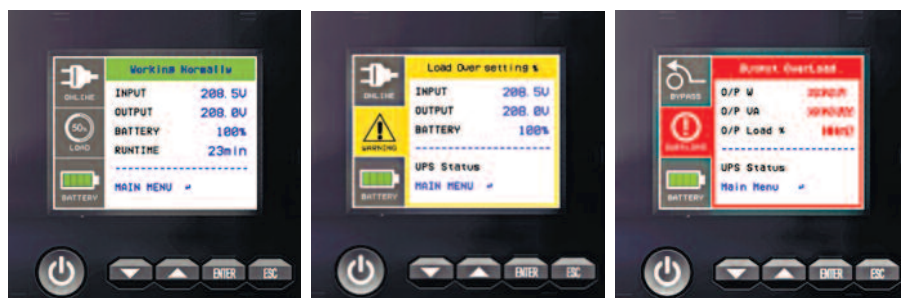 Working Normally
ONLINE
INPUT 208.5V
OUTPUT 208.0V
50%
LOAD
BATTERY 100%
RUNTIME 23min
MAIN MENU
BATTERY
ENTER
ESC
Load Over setting %
ONLINE
INPUT 208.5V
OUTPUT 208.0V
WARNING
BATTERY 100%
UPS Status
MAIN MENU
BATTERY
ENTER
ESC
Output OverLoad
BYPASS
O/P W
O/P VA
OVERLOAD
O/P Load %
UPS Status
Main Menu
BATTERY
ENTER
ESC